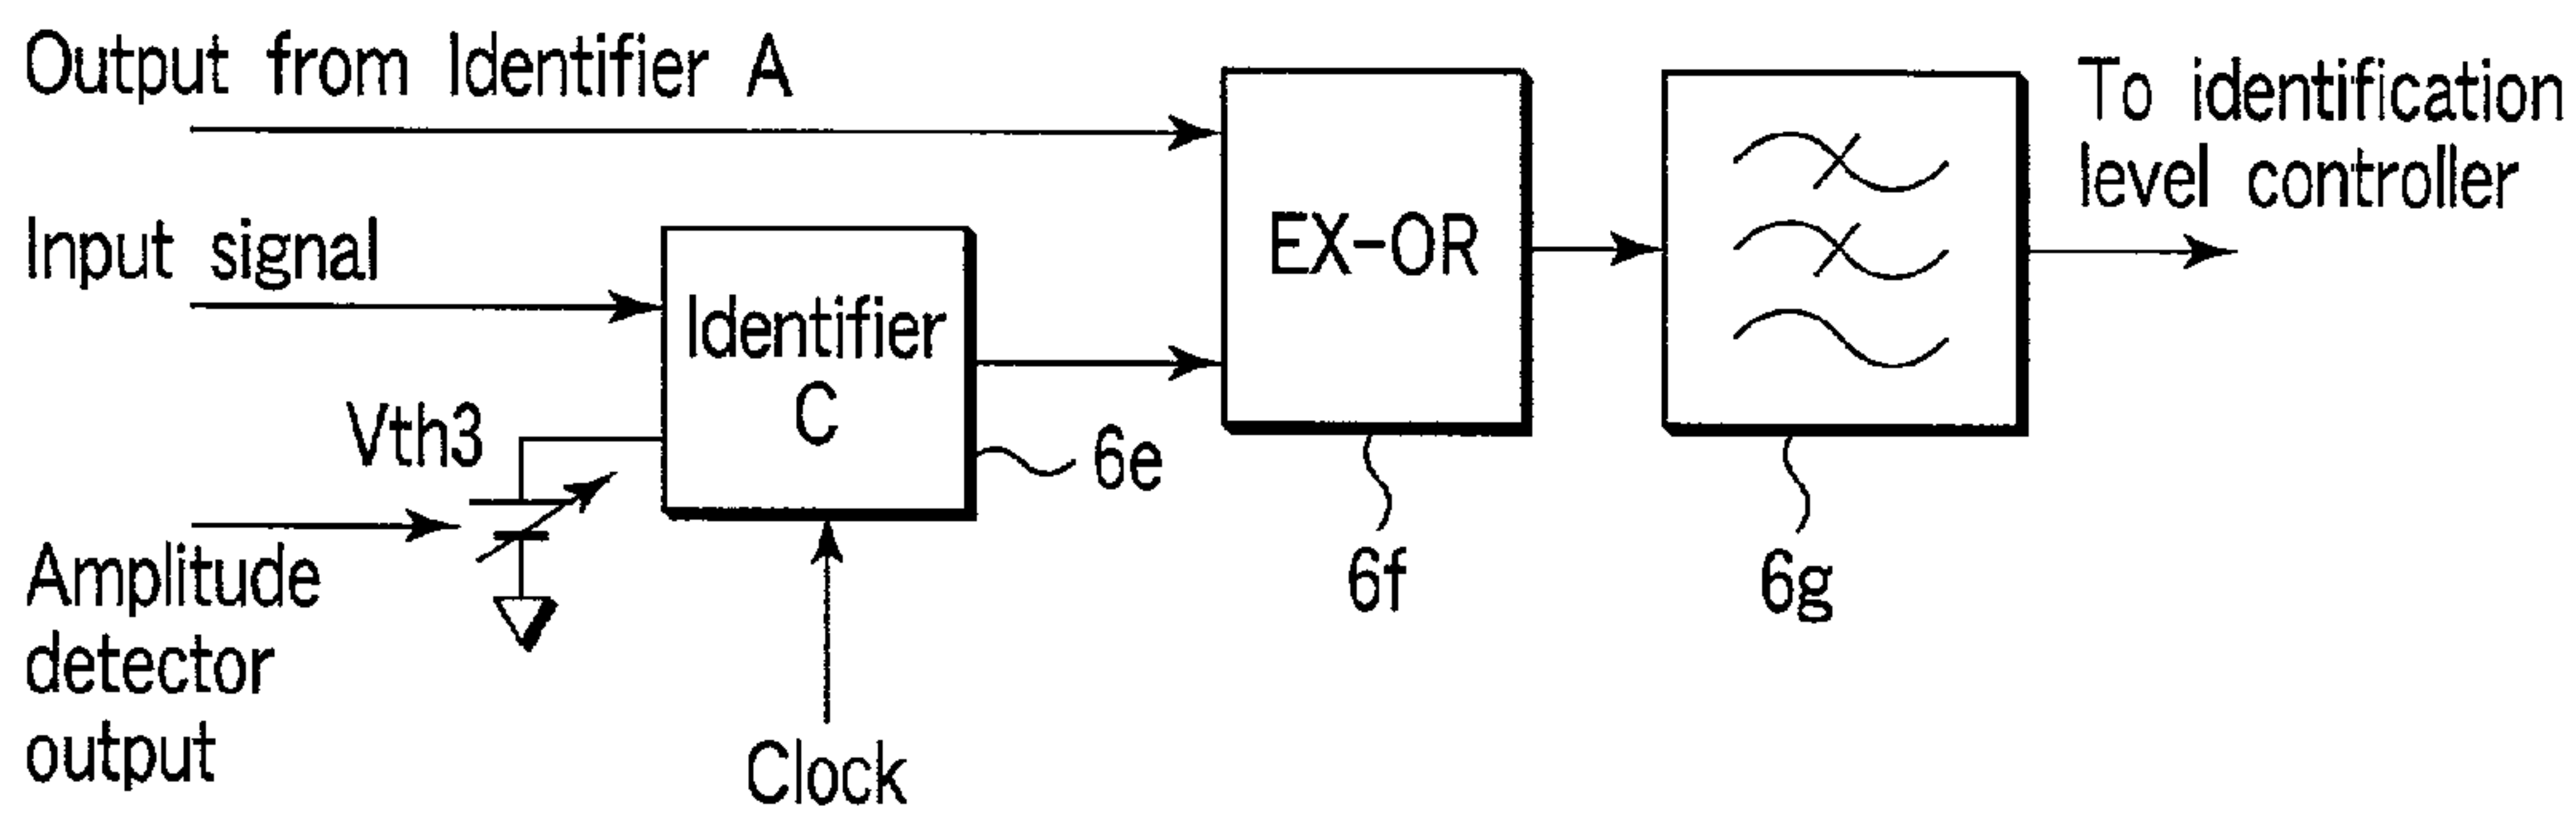 Output from Identifier A
Input signal
Vth3
Amplitude
detector
output
Identifier
C
6e
Clock
EX-OR
6f
6g
To identification
level controller